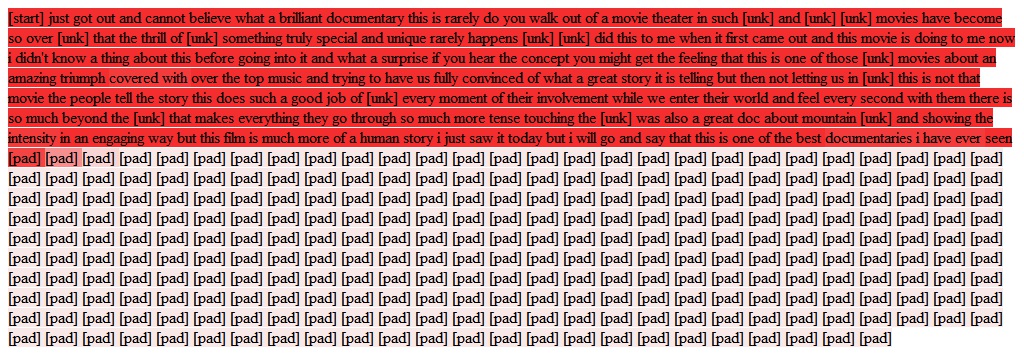 [start] just got out and cannot believe what a brilliant documentary this is rarely do you walk out of a movie theater in such [unk] and [unk] [unk] movies have become
so over [unk] that the thrill of [unk] something truly special and unique rarely happens [unk] [unk] did this to me when it first came out and this movie is doing to me now
i didn't know a thing about this before going into it and what a surprise if you hear the concept you might get the feeling that this is one of those [unk] movies about an
amazing triumph covered with over the top music and trying to have us fully convinced of what a great story it is telling but then not letting us in [unk] this is not that
movie the people tell the story this does such a good job of [unk] every moment of their involvement while we enter their world and feel every second with them there is
so much beyond the [unk] that makes everything they go through so much more tense touching the [unk] was also a great doc about mountain [unk] and showing the
intensity in an engaging way but this film is much more of a human story i just saw it today but i will go and say that this is one of the best documentaries i have ever seen
[pad] [pad] [pad] [pad] [pad] [pad] [pad] [pad] [pad] [pad] [pad] [pad] [pad] [pad] [pad] [pad] [pad] [pad] [pad] [pad] [pad] [pad] [pad] [pad] [pad] [pad] [pad]
[pad] [pad] [pad] [pad] [pad] [pad] [pad] [pad] [pad] [pad] [pad] [pad] [pad] [pad] [pad] [pad] [pad] [pad] [pad] [pad] [pad] [pad] [pad] [pad] [pad] [pad] [pad]
[pad] [pad] [pad] [pad] [pad] [pad] [pad] [pad] [pad] [pad] [pad] [pad] [pad] [pad] [pad] [pad] [pad] [pad] [pad] [pad] [pad] [pad] [pad] [pad] [pad] [pad] [pad]
[pad] [pad] [pad] [pad] [pad] [pad] [pad] [pad] [pad] [pad] [pad] [pad] [pad] [pad] [pad] [pad] [pad] [pad] [pad] [pad] [pad] [pad] [pad] [pad] [pad] [pad] [pad]
[pad] [pad] [pad] [pad] [pad] [pad] [pad] [pad] [pad] [pad] [pad] [pad] [pad] [pad] [pad] [pad] [pad] [pad] [pad] [pad] [pad] [pad] [pad] [pad] [pad] [pad] [pad]
[pad] [pad] [pad] [pad] [pad] [pad] [pad] [pad] [pad] [pad] [pad] [pad] [pad] [pad] [pad] [pad] [pad] [pad] [pad] [pad] [pad] [pad] [pad] [pad] [pad] [pad] [pad]
[pad] [pad] [pad] [pad] [pad] [pad] [pad] [pad] [pad] [pad] [pad] [pad] [pad] [pad] [pad] [pad] [pad] [pad] [pad] [pad] [pad] [pad] [pad] [pad] [pad] [pad] [pad]
[pad] [pad] [pad] [pad] [pad] [pad] [pad] [pad] [pad] [pad] [pad] [pad] [pad] [pad] [pad] [pad] [pad] [pad] [pad] [pad] [pad] [pad] [pad] [pad] [pad] [pad] [pad]
[pad] [pad] [pad] [pad] [pad] [pad] [pad] [pad] [pad] [pad] [pad] [pad] [pad] [pad] [pad] [pad] [pad] [pad] [pad] [pad] [pad] [pad] [pad] [pad] [pad] [pad] [pad]
[pad] [pad] [pad] [pad] [pad] [pad] [pad] [pad] [pad] [pad] [pad] [pad] [pad] [pad] [pad] [pad] [pad] [pad] [pad] [pad] [pad] [pad] [pad] [pad]